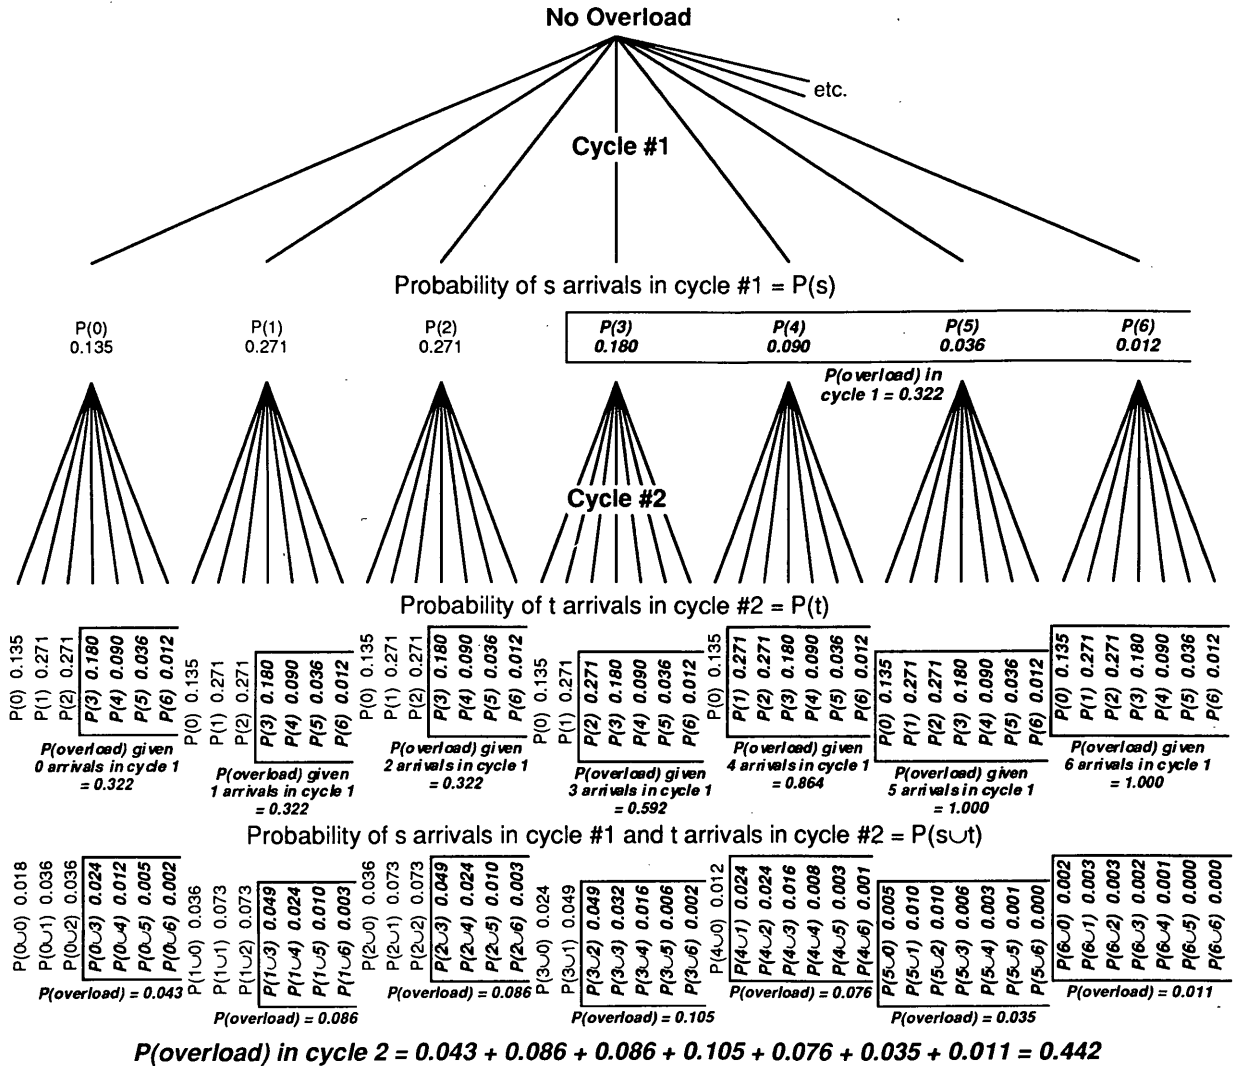 No Overload
etc.
Cycle #1
Probability of s arrivals in cycle #1 = P(s)
P(0) P(1) P(2) P(3) P(4) P(5) P(6)
0.135 0.271 0.271 0.180 0.090 0.036 0.012
P(overload) in
cycle 1 = 0.322
Cycle #2
Probability of t arrivals in cycle #2 = P(t)
P(0) 0.135
P(1) 0.271
P(2) 0.271
P(3) 0.180
P(4) 0.090
P(5) 0.036
P(6) 0.012
P(overload) given
0 arrivals in cycle 1
= 0.322
P(0) 0.135
P(1) 0.271
P(2) 0.271
P(3) 0.180
P(4) 0.090
P(5) 0.036
P(6) 0.012
P(overload) given
1 arrivals in cycle 1
= 0.322
P(0) 0.135
P(1) 0.271
P(2) 0.271
P(3) 0.180
P(4) 0.090
P(5) 0.036
P(6) 0.012
P(overload) given
2 arrivals in cycle 1
= 0.322
P(0) 0.135
P(1) 0.271
P(2) 0.271
P(3) 0.180
P(4) 0.090
P(5) 0.036
P(6) 0.012
P(overload) given
3 arrivals in cycle 1
= 0.592
P(0) 0.135
P(1) 0.271
P(2) 0.271
P(3) 0.180
P(4) 0.090
P(5) 0.036
P(6) 0.012
P(overload) given
4 arrivals in cycle 1
= 0.864
P(0) 0.135
P(1) 0.271
P(2) 0.271
P(3) 0.180
P(4) 0.090
P(5) 0.036
P(6) 0.012
P(overload) given
5 arrivals in cycle 1
= 1.000
P(0) 0.135
P(1) 0.271
P(2) 0.271
P(3) 0.180
P(4) 0.090
P(5) 0.036
P(6) 0.012
P(overload) given
6 arrivals in cycle 1
= 1.000
Probability of s arrivals in cycle #1 and t arrivals in cycle #2 = P(s∪t)
P(0∪0) 0.018
P(0∪1) 0.036
P(0∪2) 0.036
P(0∪3) 0.024
P(0∪4) 0.012
P(0∪5) 0.005
P(0∪6) 0.002
P(overload) = 0.043
P(1∪0) 0.036
P(1∪1) 0.073
P(1∪2) 0.073
P(1∪3) 0.049
P(1∪4) 0.024
P(1∪5) 0.010
P(1∪6) 0.003
P(overload) = 0.086
P(2∪0) 0.036
P(2∪1) 0.073
P(2∪2) 0.073
P(2∪3) 0.049
P(2∪4) 0.024
P(2∪5) 0.010
P(2∪6) 0.003
P(overload) = 0.086
P(3∪0) 0.024
P(3∪1) 0.049
P(3∪2) 0.049
P(3∪3) 0.032
P(3∪4) 0.016
P(3∪5) 0.006
P(3∪6) 0.002
P(overload) = 0.105
P(4∪0) 0.012
P(4∪1) 0.024
P(4∪2) 0.024
P(4∪3) 0.016
P(4∪4) 0.008
P(4∪5) 0.003
P(4∪6) 0.001
P(overload) = 0.076
P(5∪0) 0.005
P(5∪1) 0.010
P(5∪2) 0.010
P(5∪3) 0.006
P(5∪4) 0.003
P(5∪5) 0.001
P(5∪6) 0.000
P(overload) = 0.035
P(6∪0) 0.002
P(6∪1) 0.003
P(6∪2) 0.003
P(6∪3) 0.002
P(6∪4) 0.001
P(6∪5) 0.000
P(6∪6) 0.000
P(overload) = 0.011
P(overload) in cycle 2 = 0.043 + 0.086 + 0.086 + 0.105 + 0.076 + 0.035 + 0.011 = 0.442